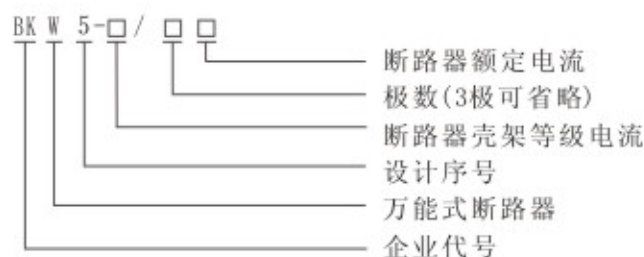 BK W 5-□/ □ □
断路器额定电流
极数(3极可省略)
断路器壳架等级电流
设计序号
万能式断路器
企业代号